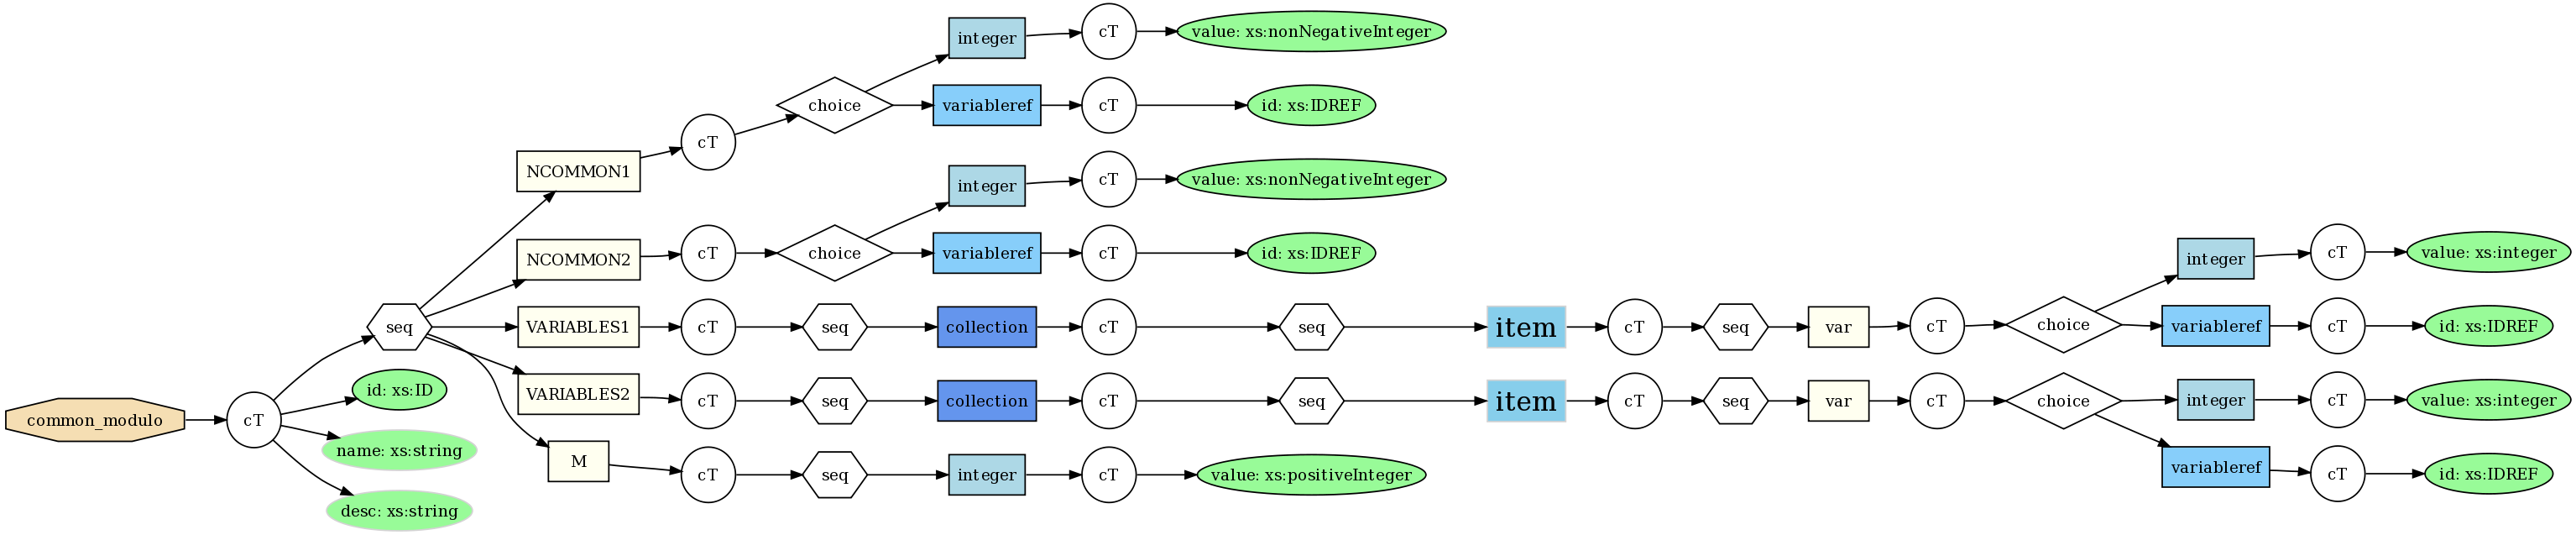 common_modulo
cT
seq
id: xs:ID
name: xs:string
desc: xs:string
NCOMMON1
cT
choice
integer
cT
value: xs:nonNegativeInteger
variableref
cT
id: xs:IDREF
NCOMMON2
cT
choice
integer
cT
value: xs:nonNegativeInteger
variableref
cT
id: xs:IDREF
VARIABLES1
cT
seq
collection
cT
seq
item
cT
seq
var
cT
choice
integer
cT
value: xs:integer
variableref
cT
id: xs:IDREF
VARIABLES2
cT
seq
collection
cT
seq
item
cT
seq
var
cT
choice
integer
cT
value: xs:integer
variableref
cT
id: xs:IDREF
M
cT
seq
integer
cT
value: xs:positiveInteger